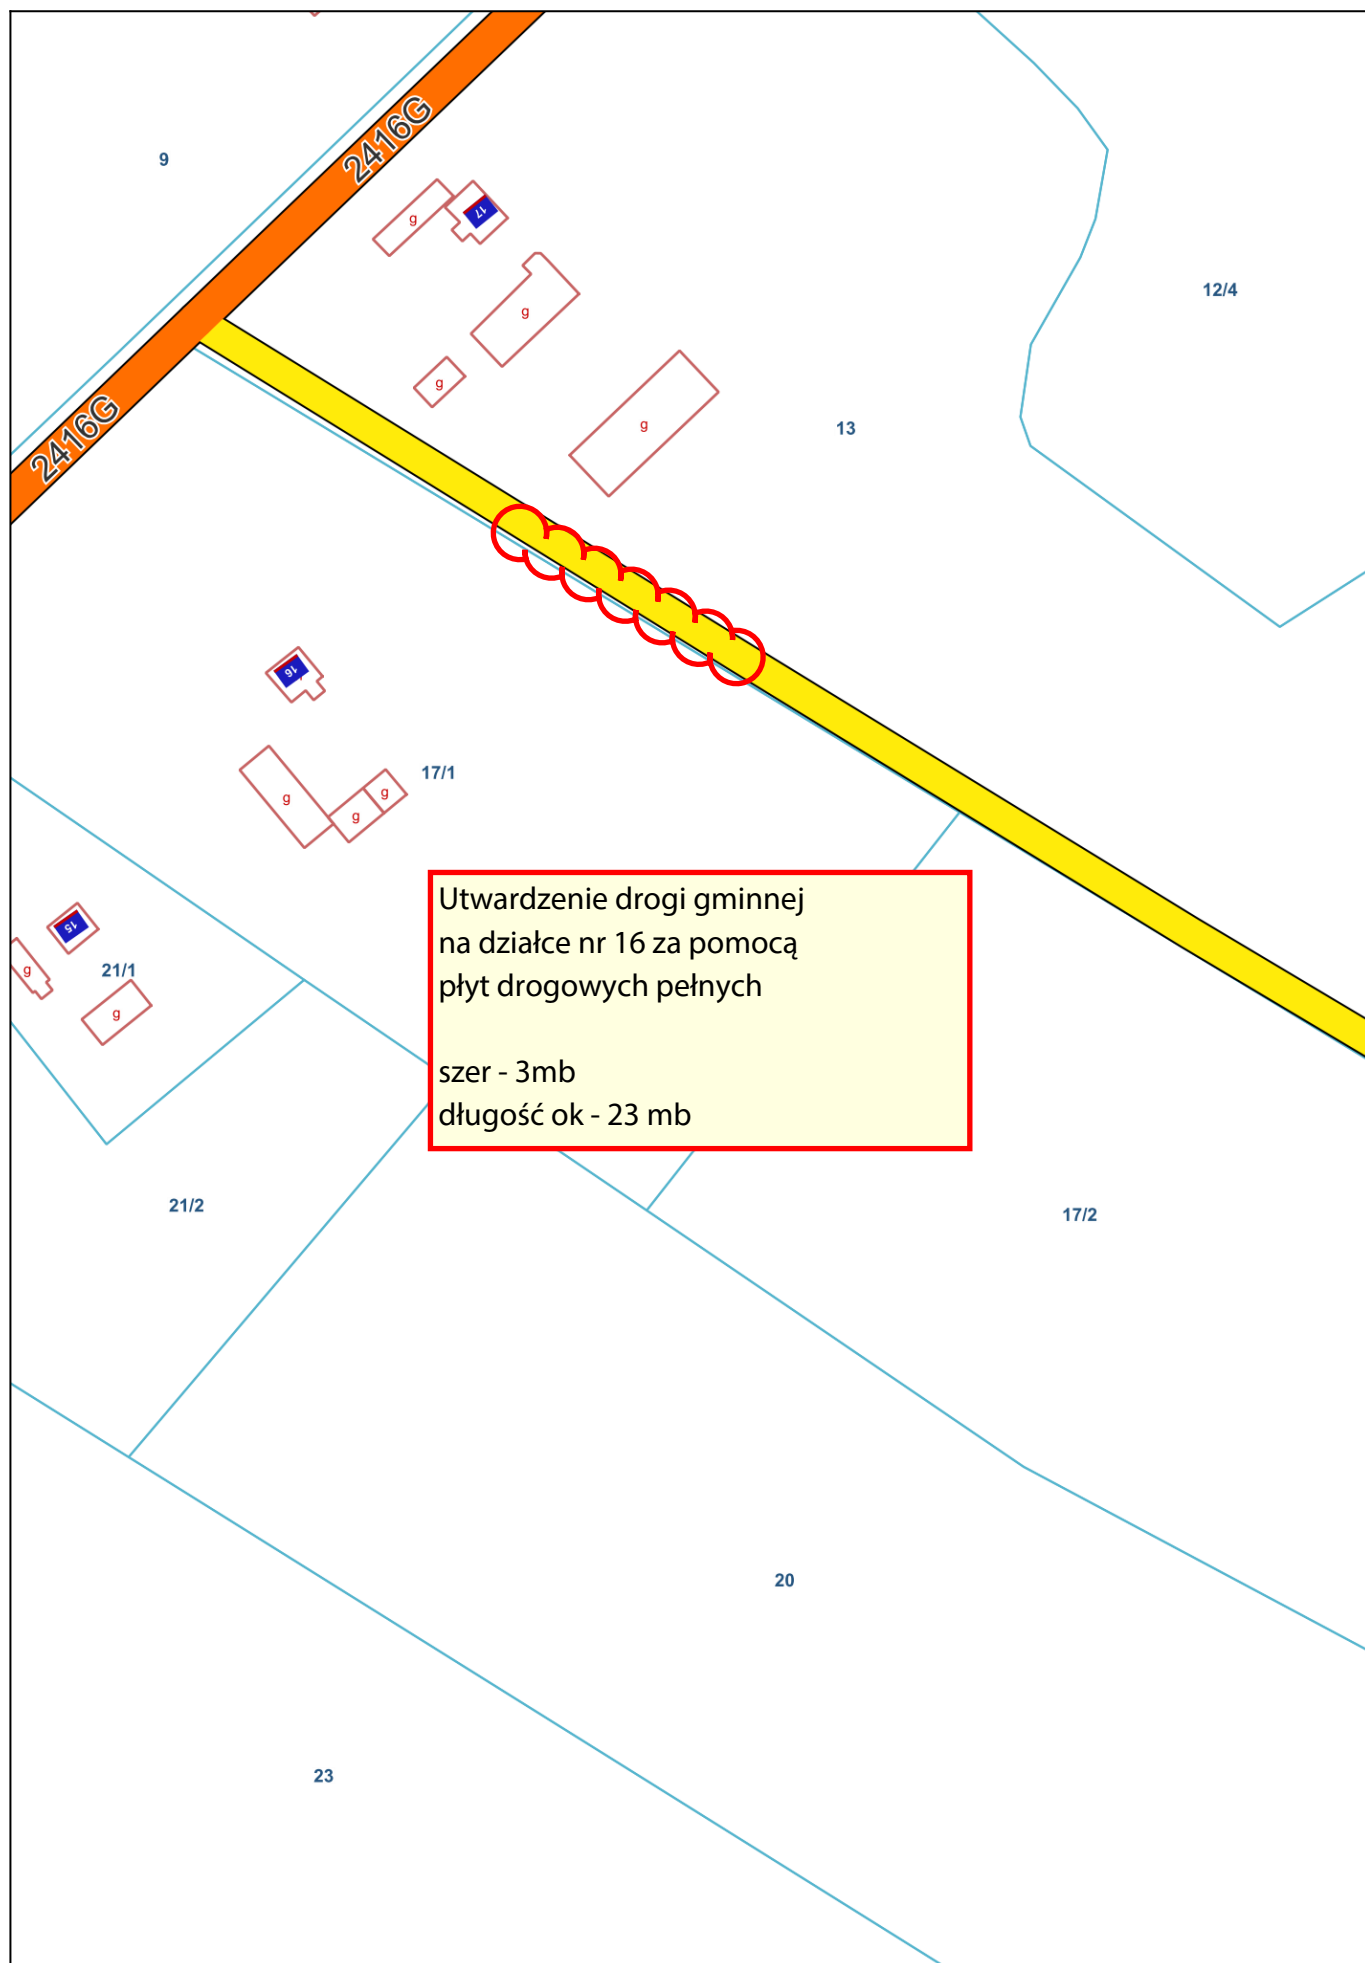 2416G
9
17
g
12/4
g
g
2416G
g
13
16
17/1
g
g
g
Utwardzenie drogi gminnej
na działce nr 16 za pomocą
płyt drogowych pełnych
szer - 3mb
długość ok - 23 mb
15
g
21/1
g
21/2
17/2
20
23